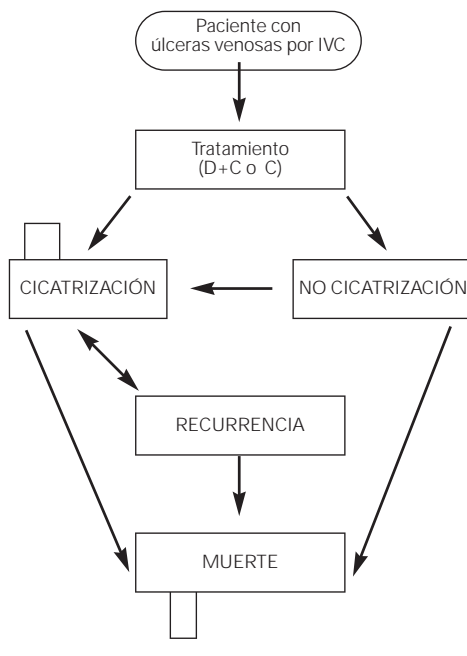 Paciente con
úlceras venosas por IVC
Tratamiento
(D+C o C)
CICATRIZACIÓN
NO CICATRIZACIÓN
RECURRENCIA
MUERTE